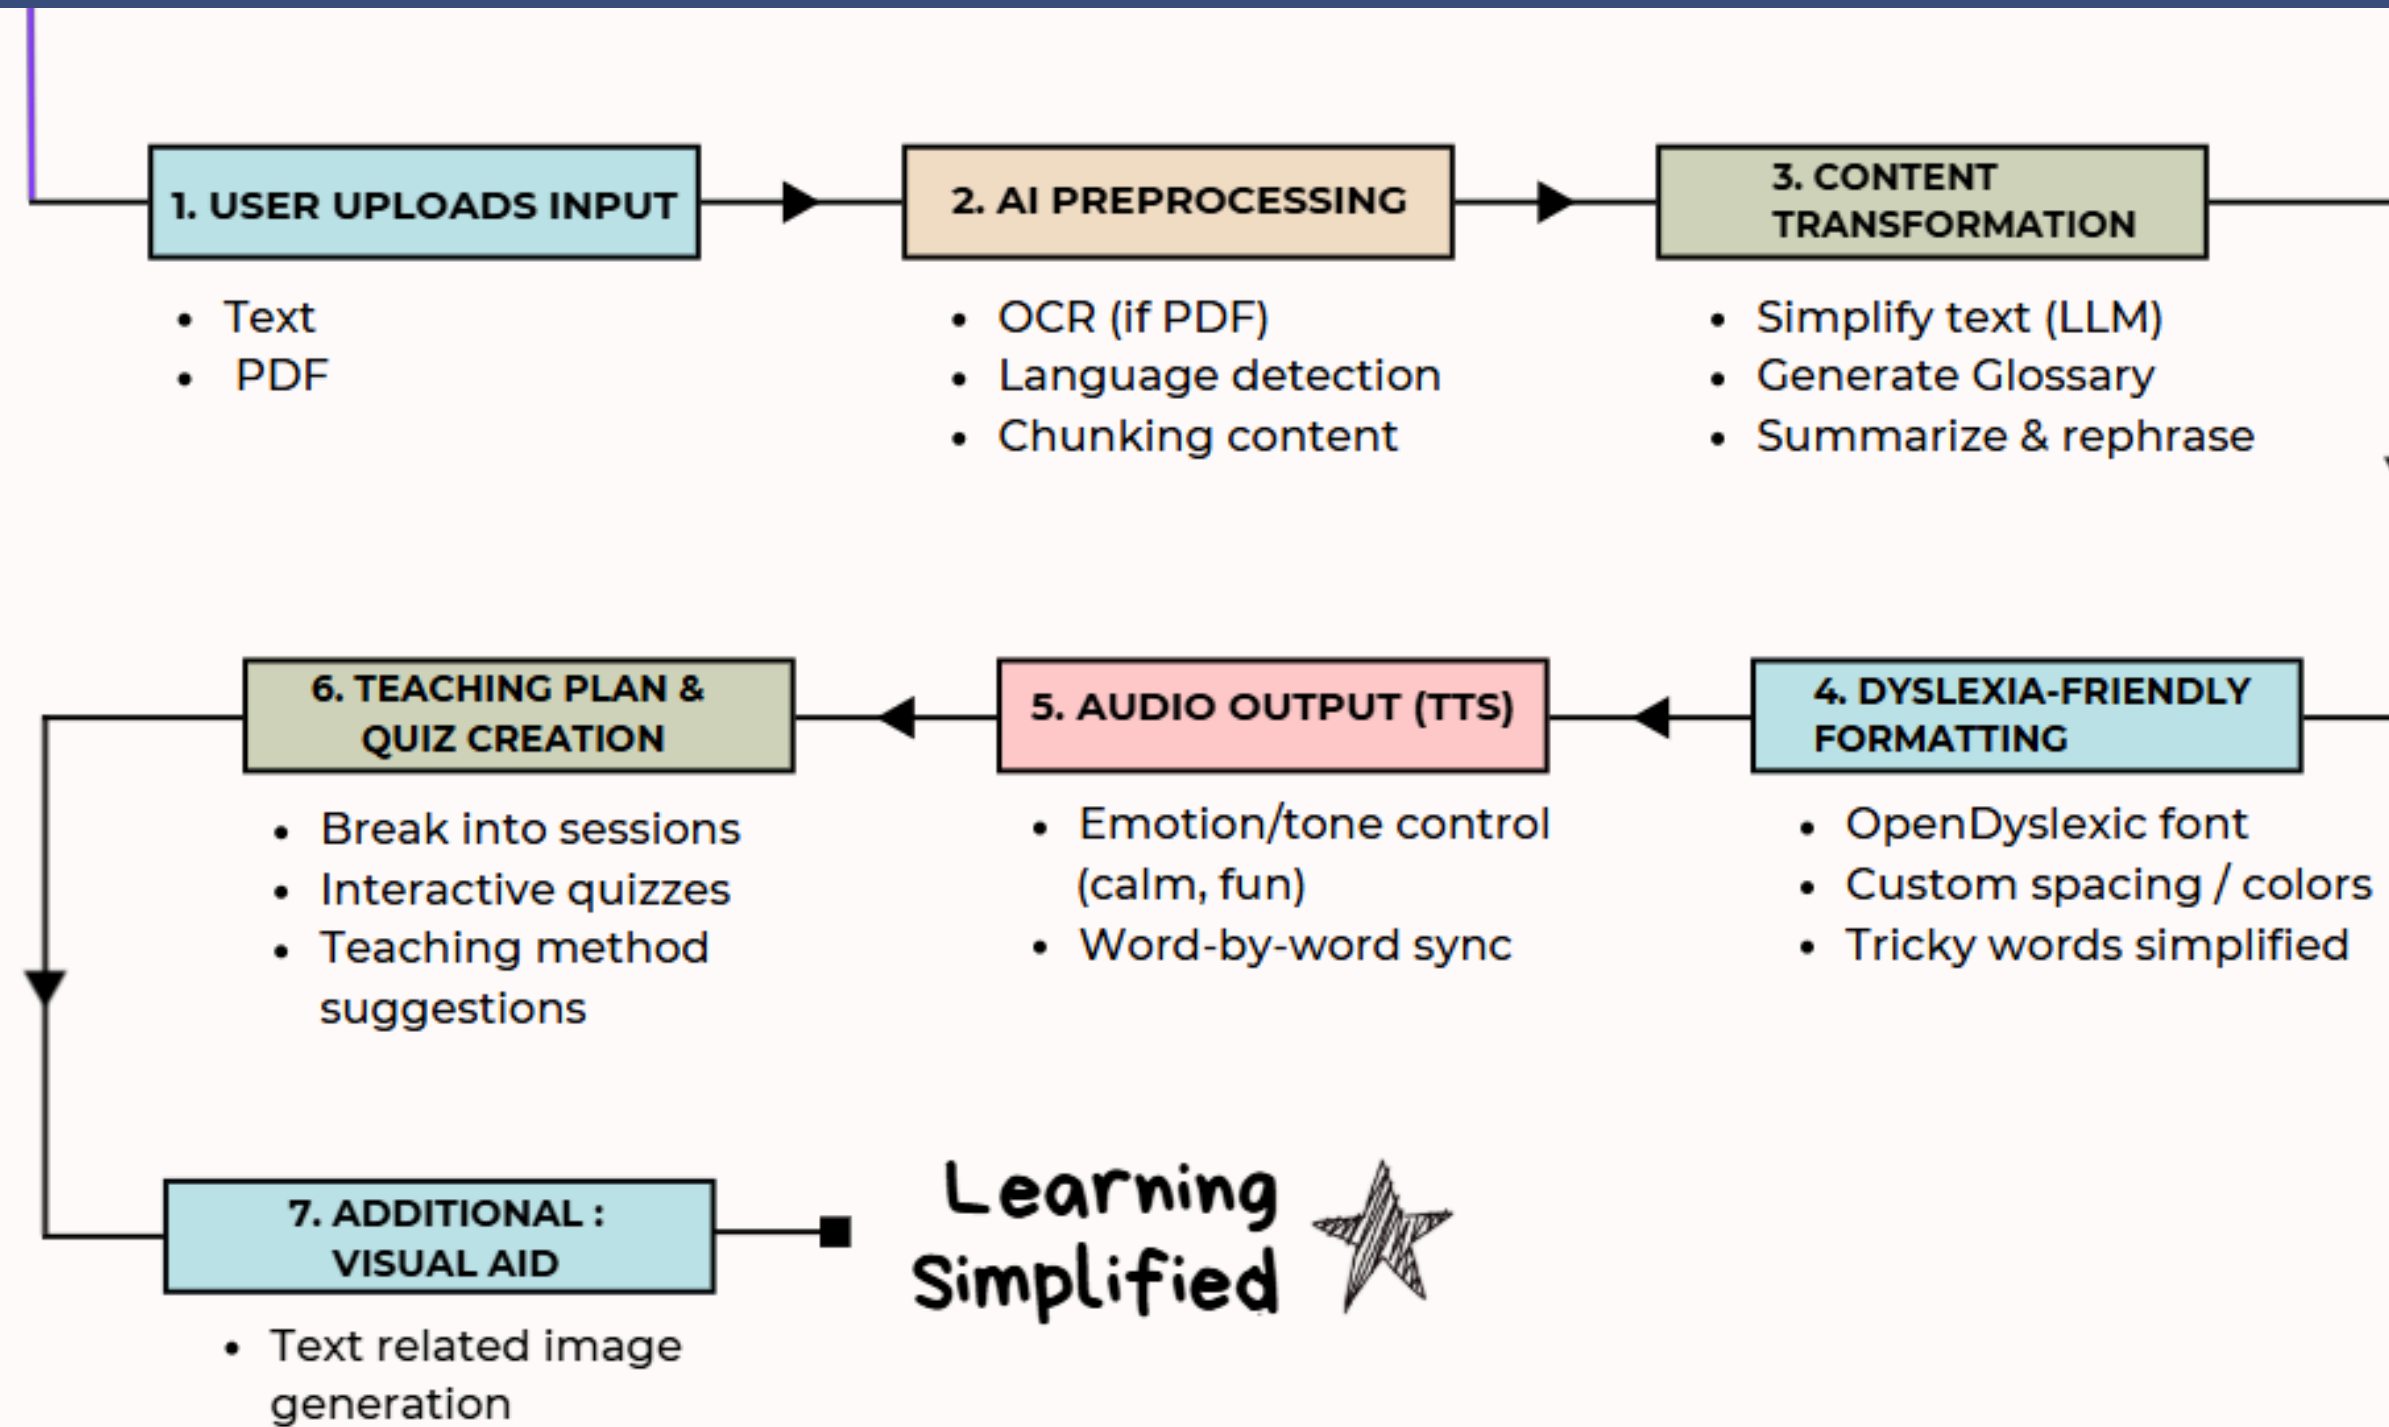 1. USER UPLOADS INPUT
• Text
• PDF
2. AI PREPROCESSING
• OCR (if PDF)
• Language detection
• Chunking content
3. CONTENT
TRANSFORMATION
• Simplify text (LLM)
• Generate Glossary
• Summarize & rephrase
4. DYSLEXIA-FRIENDLY
FORMATTING
• OpenDyslexic font
• Custom spacing / colors
• Tricky words simplified
5. AUDIO OUTPUT (TTS)
• Emotion/tone control
(calm, fun)
• Word-by-word sync
6. TEACHING PLAN &
QUIZ CREATION
• Break into sessions
• Interactive quizzes
• Teaching method
suggestions
7. ADDITIONAL :
VISUAL AID
• Text related image
generation
Learning
Simplified